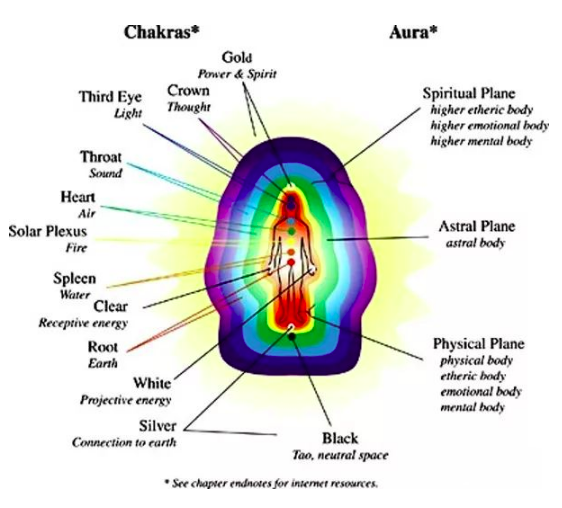 Chakras*
Aura*
Gold
Power & Spirit
Crown
Thought
Third Eye
Light
Throat
Sound
Heart
Air
Solar Plexus
Fire
Spleen
Water
Clear
Receptive energy
Root
Earth
White
Projective energy
Silver
Connection to earth
Black
Tao, neutral space
Spiritual Plane
higher etheric body
higher emotional body
higher mental body
Astral Plane
astral body
Physical Plane
physical body
etheric body
emotional body
mental body
* See chapter endnotes for internet resources.